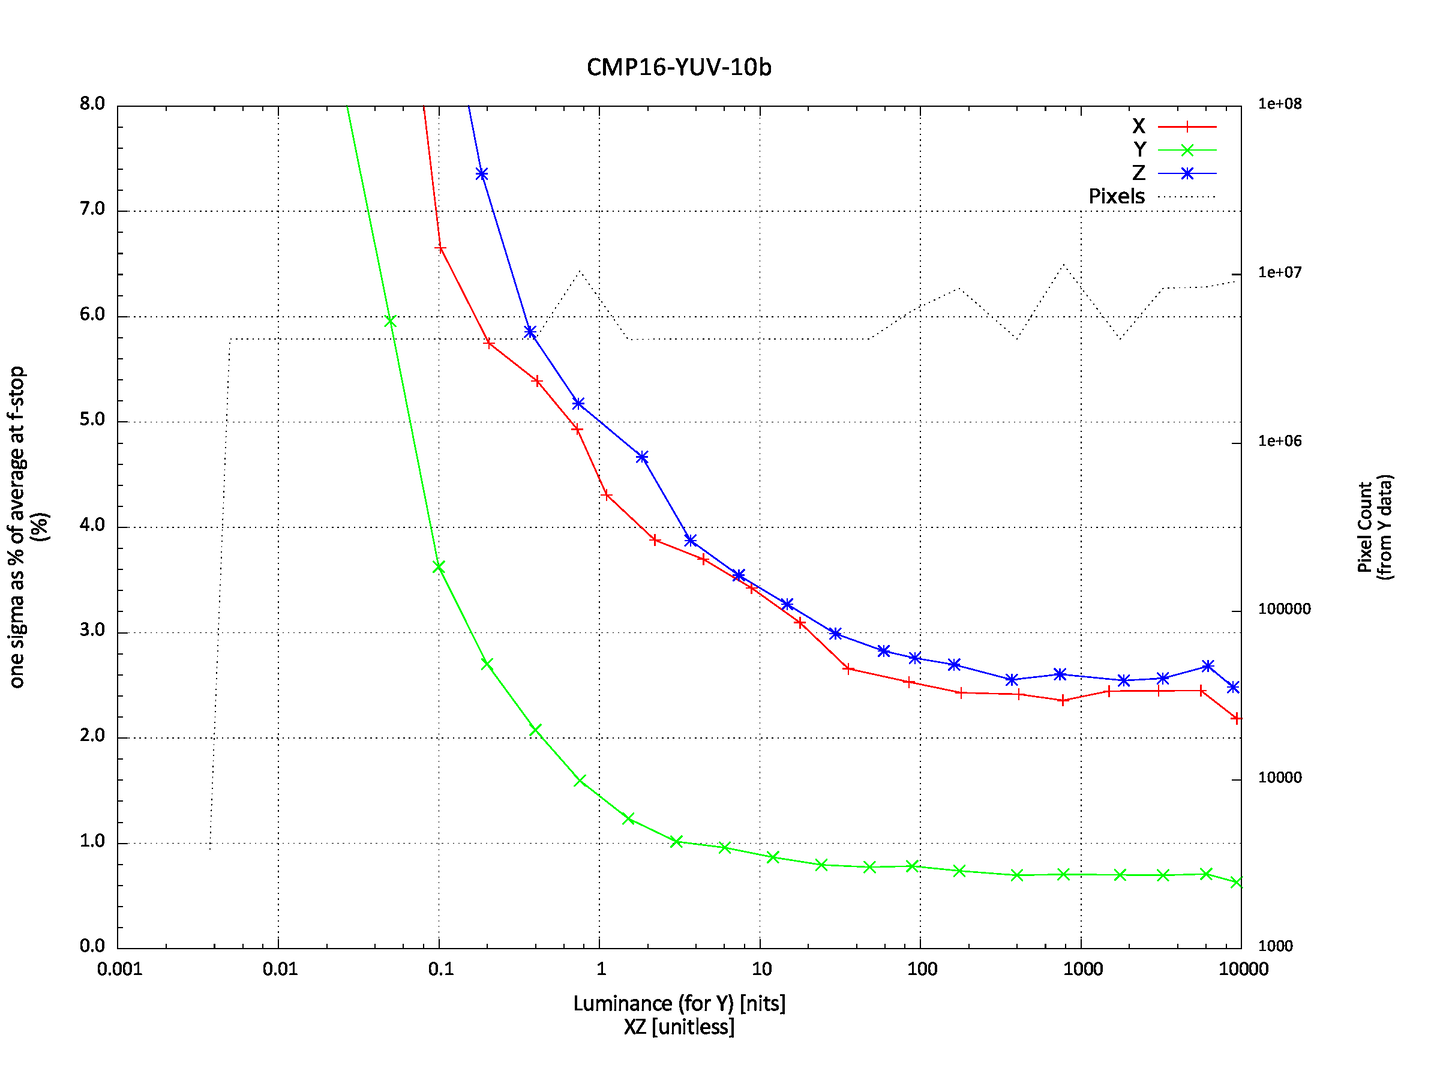 CMP16-YUV-10b
8.0
7.0
6.0
5.0
4.0
3.0
2.0
1.0
0.0
one sigma as % of average at f-stop
(%)
X
Y
Z
Pixels
1e+08
1e+07
1e+06
100000
10000
1000
Pixel Count
(from Y data)
0.001 0.01 0.1 1 10 100 1000 10000
Luminance (for Y) [nits]
XZ [unitless]